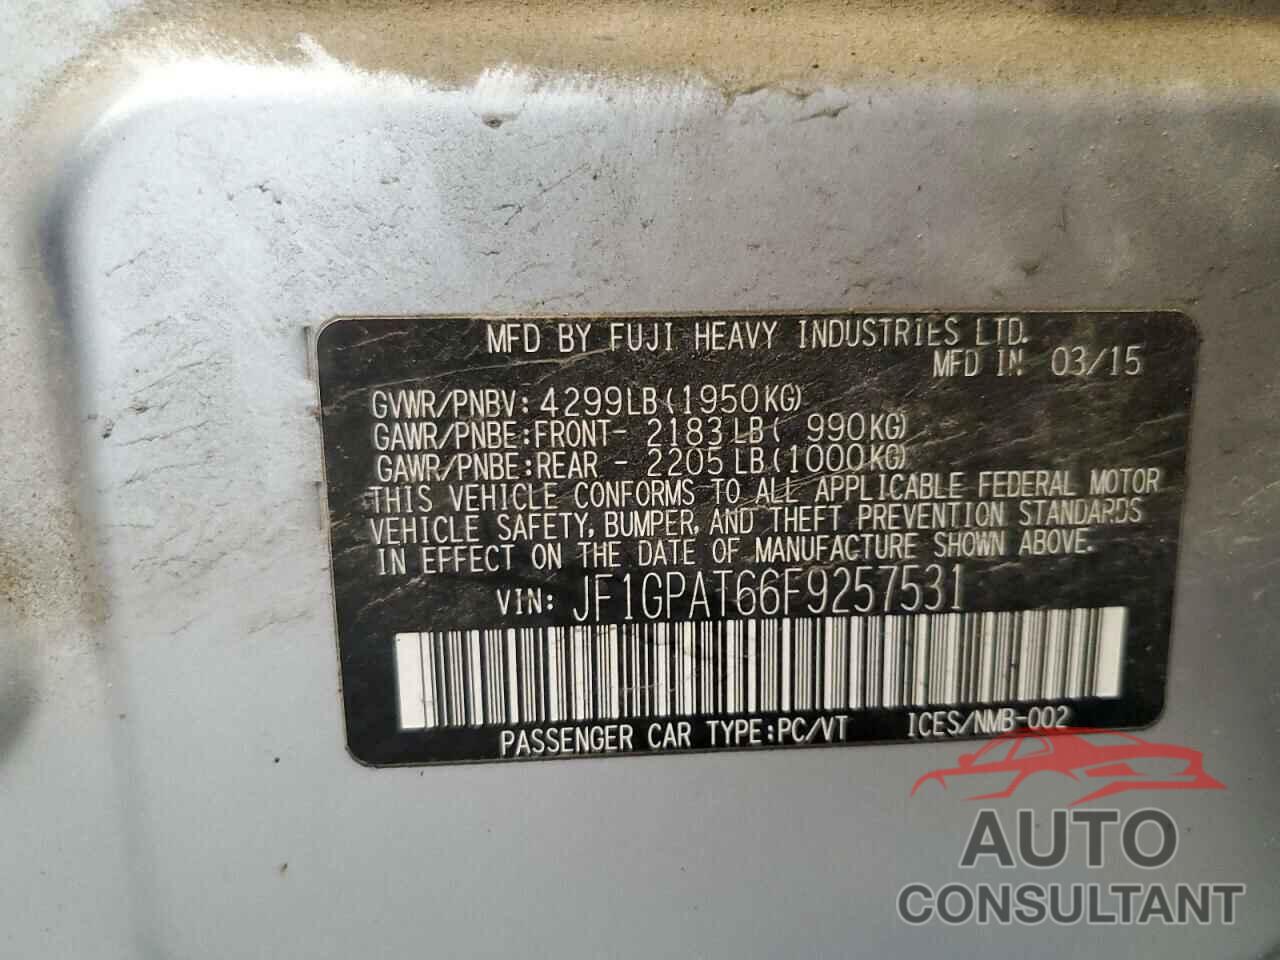 MFD BY FUJI HEAVY INDUSTRIES LTD.
MFD IN 03/15
GVWR/PNBV: 4299LB(1950KG)
GAWR/PNBE:FRONT- 2183LB( 990KG)
GAWR/PNBE:REAR - 2205LB(1000KG)
THIS VEHICLE CONFORMS TO ALL APPLICABLE FEDERAL MOTOR
VEHICLE SAFETY, BUMPER, AND THEFT PREVENTION STANDARDS
IN EFFECT ON THE DATE OF MANUFACTURE SHOWN ABOVE.
VIN: JF1GPAT66F9257531
PASSENGER CAR TYPE:PC/VT ICES/NMB-002
AUTO
CONSULTANT